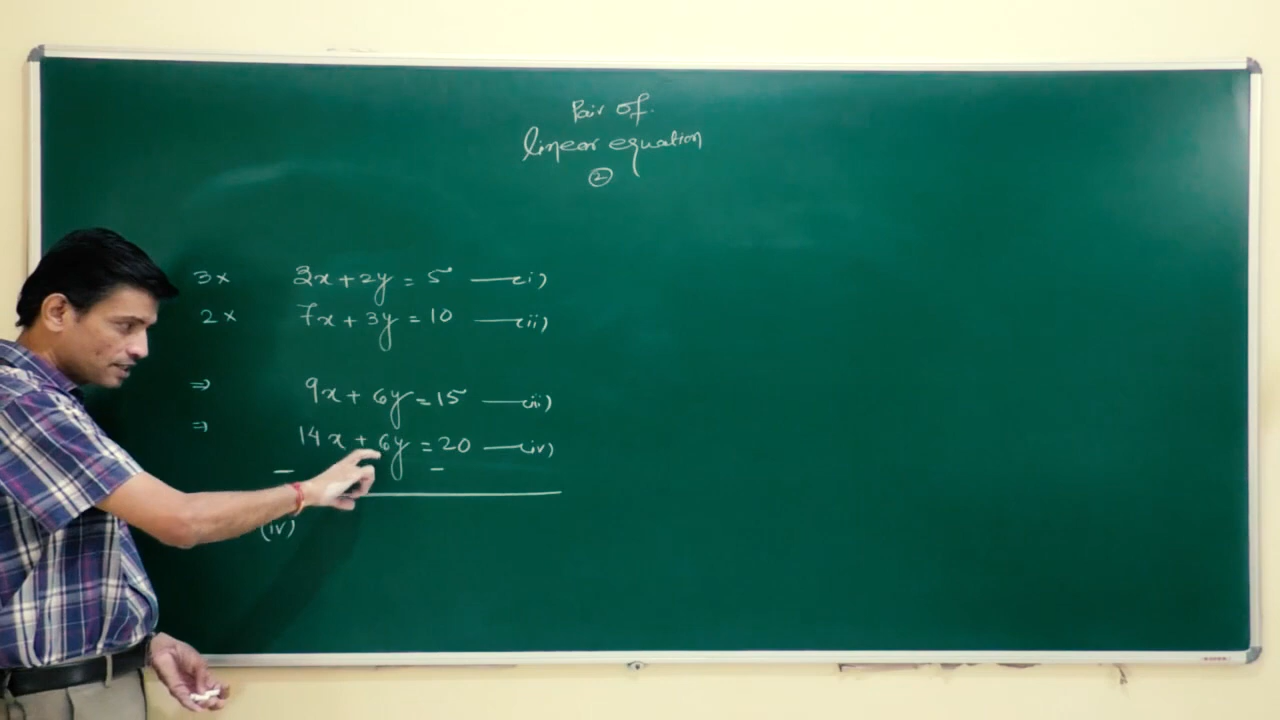 Pair of
linear equation
②
3x 3x+2y = 5 —— (i)
2x 7x + 3y = 10 —— (ii)
⇒ 9x + 6y = 15 —— (iii)
⇒ 14x + 6y = 20 —— (iv)
− −
(iv)